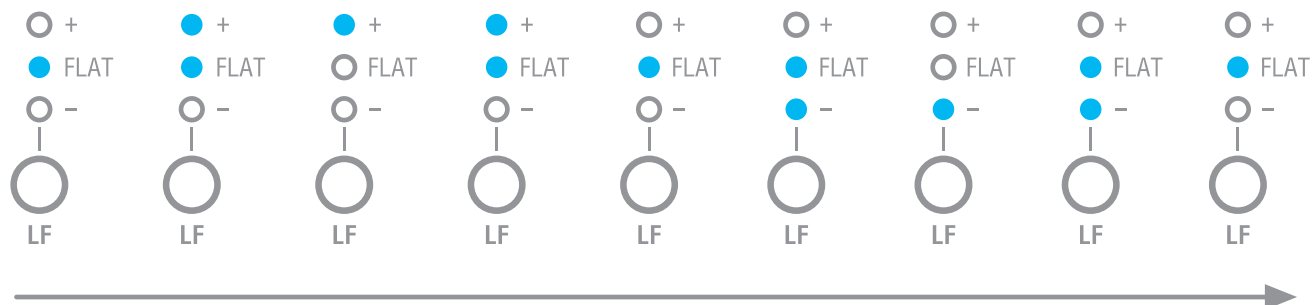 + + + + + + + + +
FLAT FLAT FLAT FLAT FLAT FLAT FLAT FLAT FLAT
– – – – – – – – –
LF LF LF LF LF LF LF LF LF